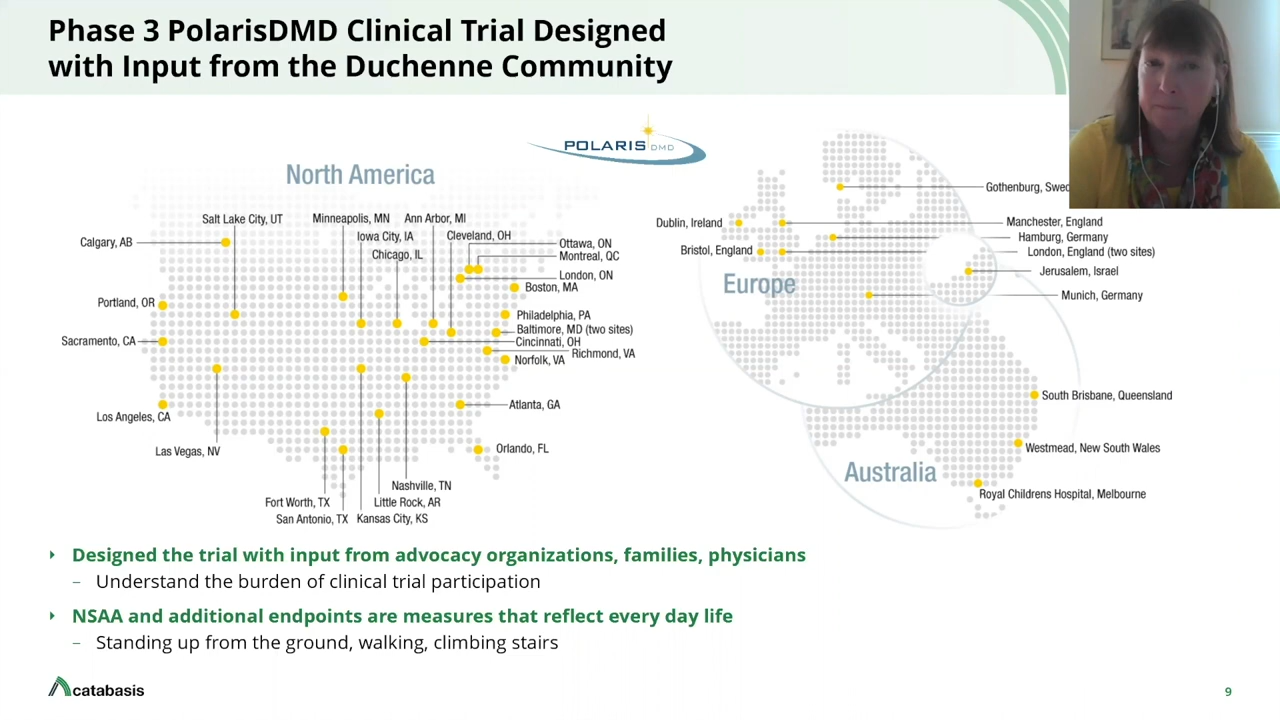 Phase 3 PolarisDMD Clinical Trial Designed
with Input from the Duchenne Community
POLARIS DMD
North America
Salt Lake City, UT
Minneapolis, MN
Ann Arbor, MI
Iowa City, IA
Cleveland, OH
Calgary, AB
Chicago, IL
Ottawa, ON
Montreal, QC
London, ON
Boston, MA
Portland, OR
Philadelphia, PA
Baltimore, MD (two sites)
Sacramento, CA
Cincinnati, OH
Richmond, VA
Norfolk, VA
Los Angeles, CA
Atlanta, GA
Las Vegas, NV
Orlando, FL
Nashville, TN
Fort Worth, TX
Little Rock, AR
San Antonio, TX
Kansas City, KS
Gothenburg,
Dublin, Ireland
Manchester, England
Hamburg, Germany
Bristol, England
London, England (two sites)
Jerusalem, Israel
Europe
Munich, Germany
South Brisbane, Queensland
Westmead, New South Wales
Australia
Royal Childrens Hospital, Melbourne
Designed the trial with input from advocacy organizations, families, physicians
– Understand the burden of clinical trial participation
NSAA and additional endpoints are measures that reflect every day life
– Standing up from the ground, walking, climbing stairs
catabasis
9